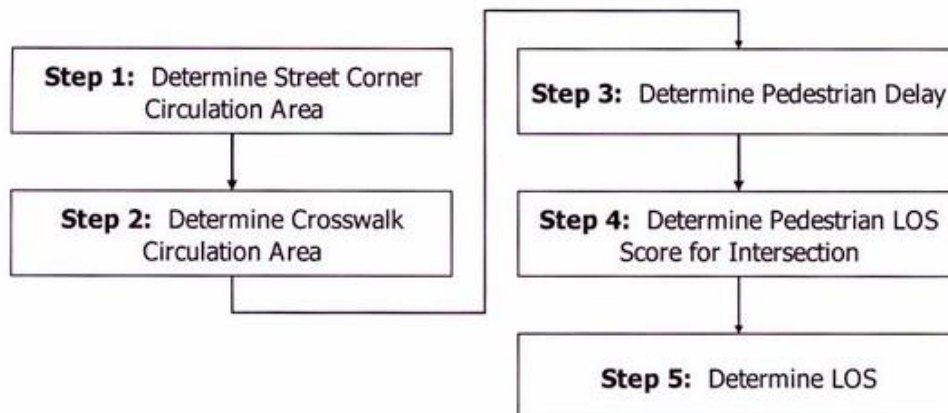 Step 1: Determine Street Corner
Circulation Area
Step 2: Determine Crosswalk
Circulation Area
Step 3: Determine Pedestrian Delay
Step 4: Determine Pedestrian LOS
Score for Intersection
Step 5: Determine LOS